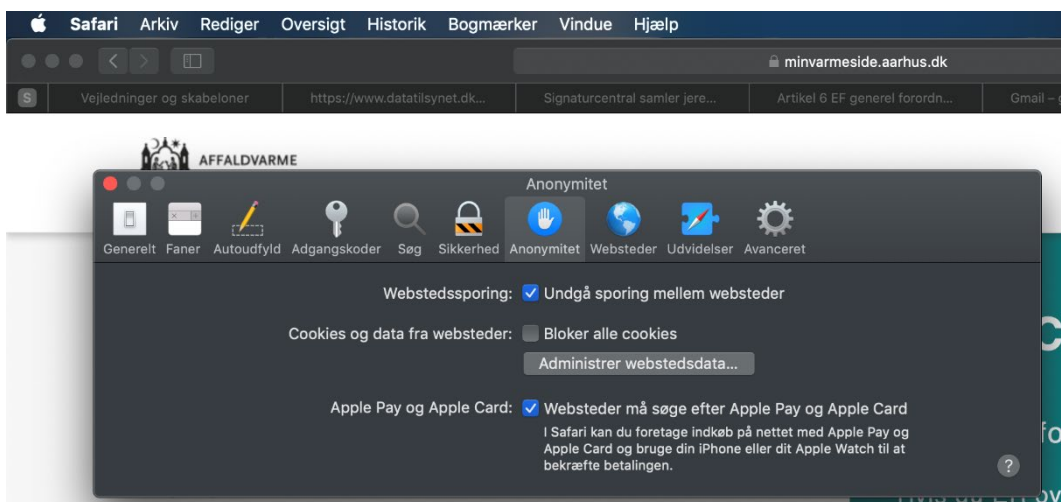 Safari Arkiv Rediger Oversigt Historik Bogmærker Vindue Hjælp
minvarmeside.aarhus.dk
S Vejledninger og skabeloner https://www.datatilsynet.dk... Signaturcentral samler jere... Artikel 6 EF generel forordn... Gmail –
AFFALDVARME
Anonymitet
Generelt Faner Autoudfyld Adgangskoder Søg Sikkerhed Anonymitet Websteder Udvidelser Avanceret
Webstedssporing: Undgå sporing mellem websteder
Cookies og data fra websteder: Bloker alle cookies
Administrer webstedsdata...
Apple Pay og Apple Card: Websteder må søge efter Apple Pay og Apple Card
I Safari kan du foretage indkøb på nettet med Apple Pay og
Apple Card og bruge din iPhone eller dit Apple Watch til at
bekræfte betalingen.
?